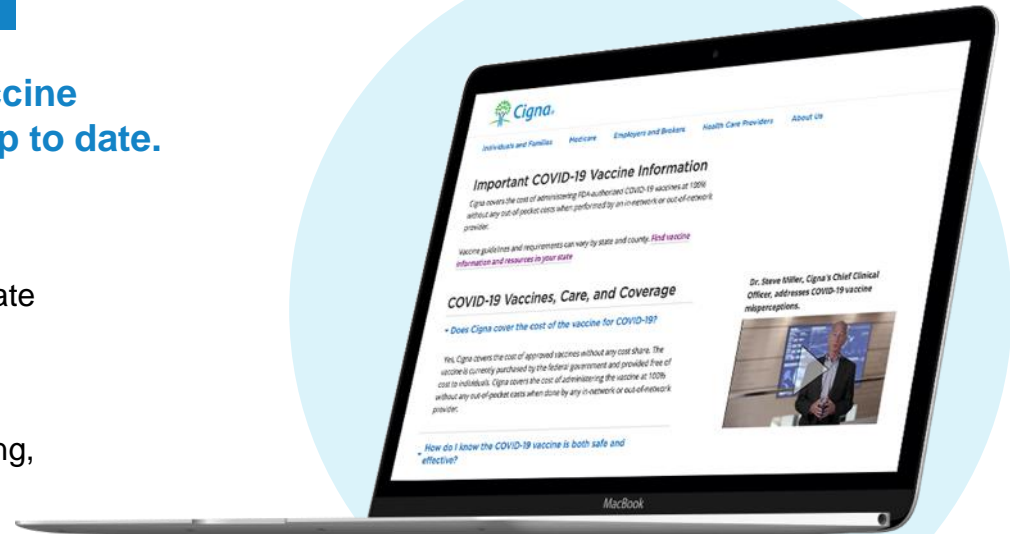 ccine
p to date.
ate
ng,
Cigna.
Individuals and Families Medicare Employers and Brokers Health Care Providers About Us
Important COVID-19 Vaccine Information
Cigna covers the cost of administering FDA-authorized COVID-19 vaccines at 100%
without any out-of-pocket costs when performed by an in-network or out-of-network
provider.
Vaccine guidelines and requirements can vary by state and county. Find vaccine
information and resources in your state
COVID-19 Vaccines, Care, and Coverage
Does Cigna cover the cost of the vaccine for COVID-19?
Yes, Cigna covers the cost of approved vaccines without any cost share. The
vaccine is currently purchased by the federal government and provided free of
cost to individuals. Cigna covers the cost of administering the vaccine at 100%
without any out-of-pocket costs when done by any in-network or out-of-network
provider.
How do I know the COVID-19 vaccine is both safe and
effective?
Dr. Steve Miller, Cigna's Chief Clinical
Officer, addresses COVID-19 vaccine
misperceptions.
MacBook